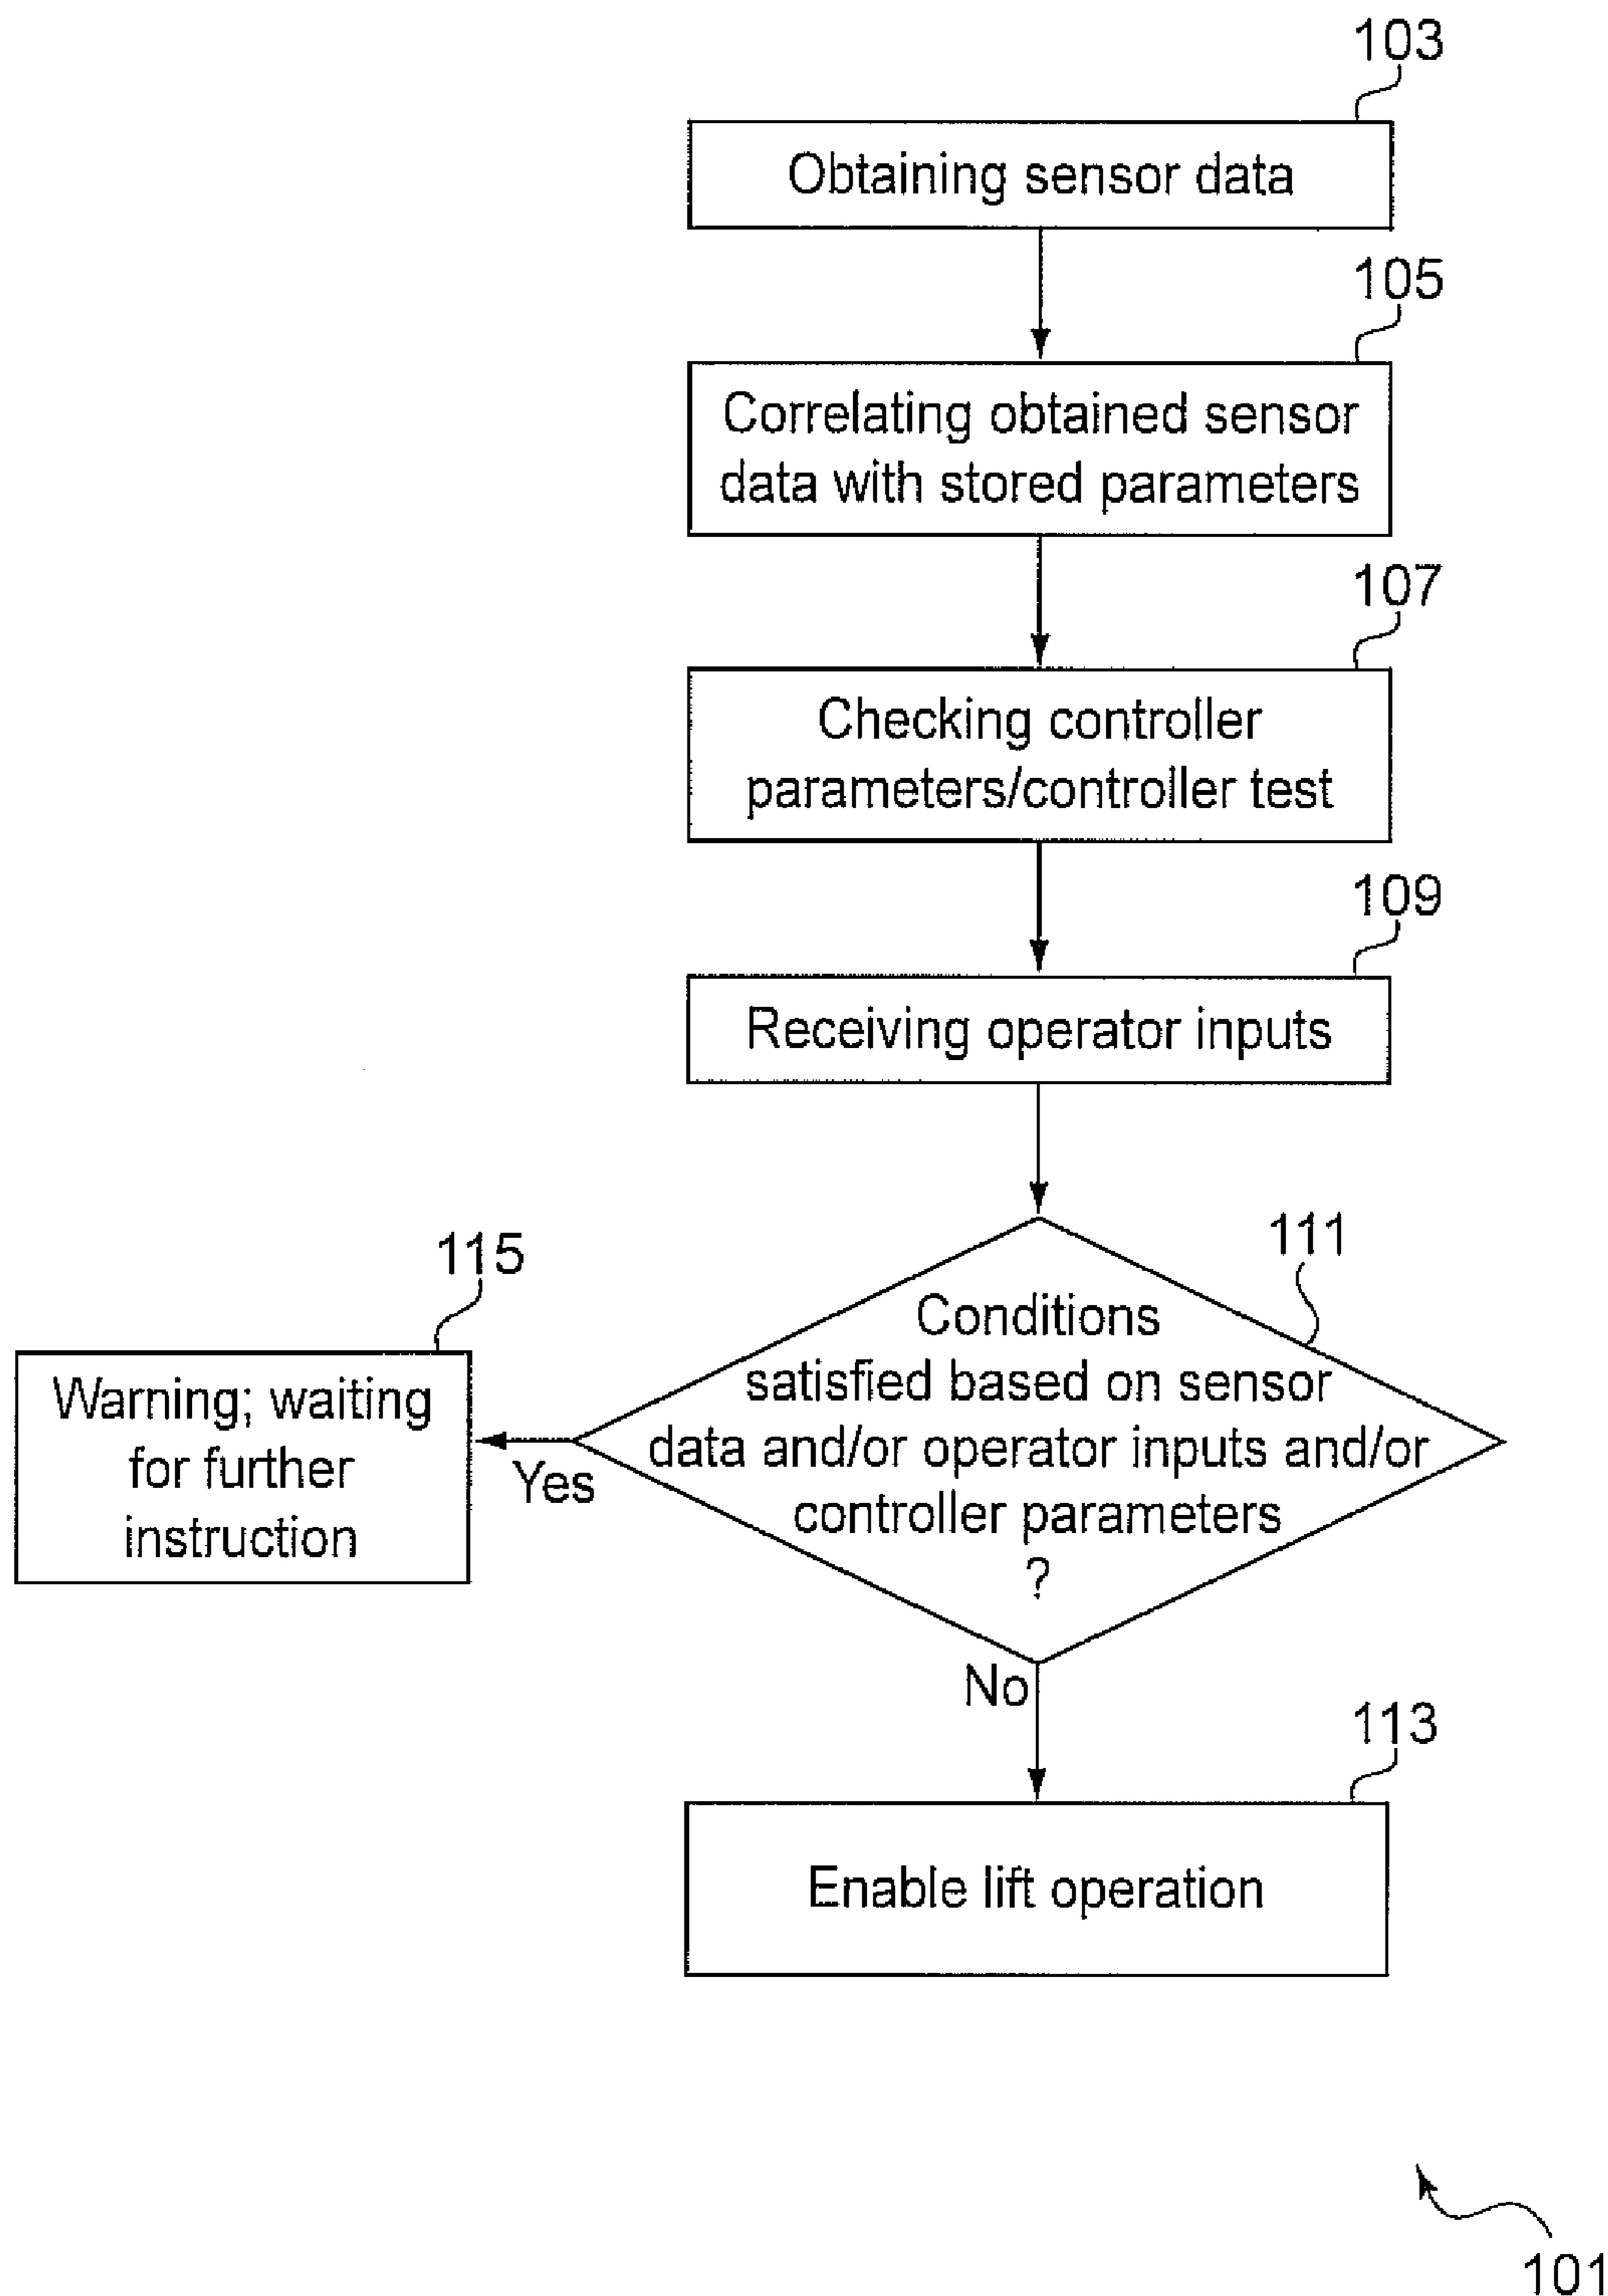 103
Obtaining sensor data
105
Correlating obtained sensor
data with stored parameters
107
Checking controller
parameters/controller test
109
Receiving operator inputs
111
Conditions
satisfied based on sensor
data and/or operator inputs and/or
controller parameters
?
115
Warning; waiting
for further
instruction
Yes
No
113
Enable lift operation
101